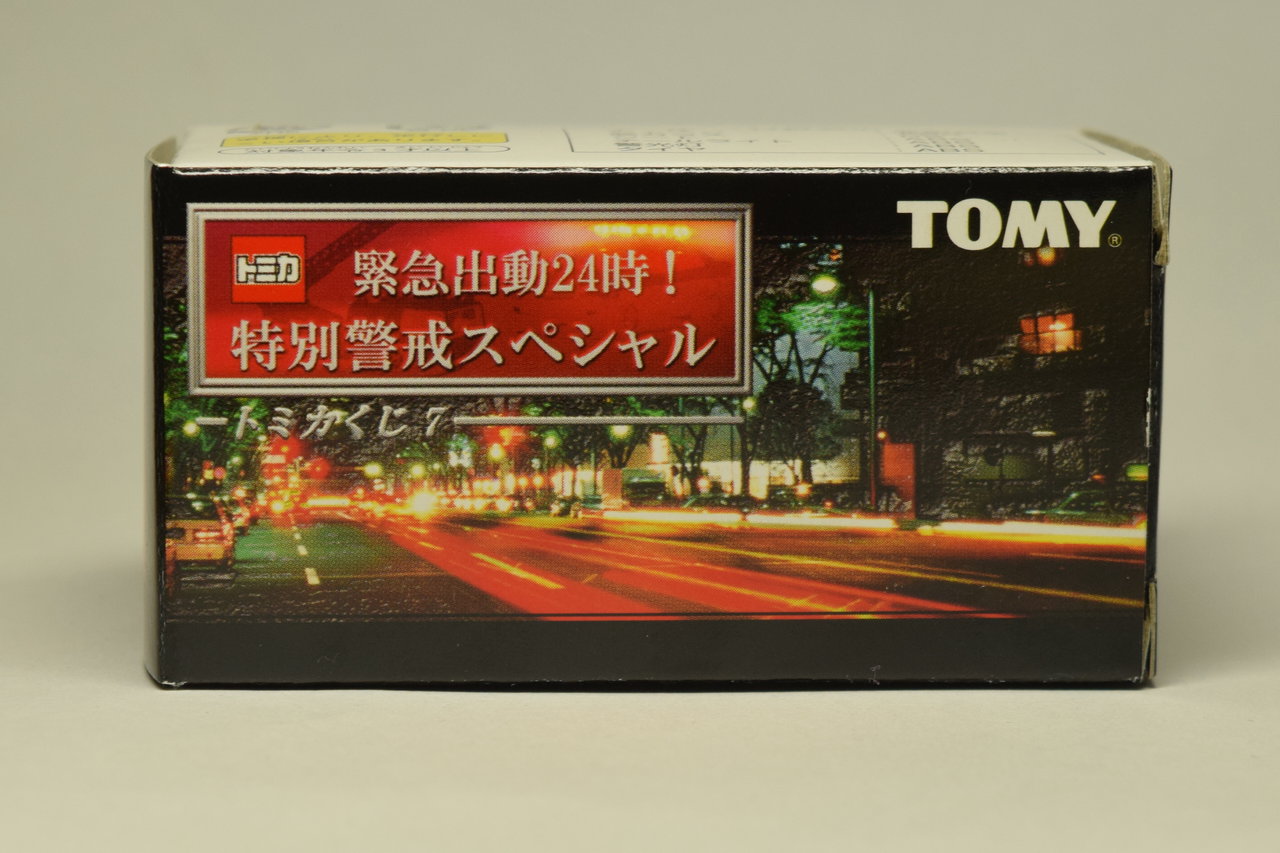 TOMY®
トミカ
緊急出動24時！
特別警戒スペシャル
トミカくじ 7